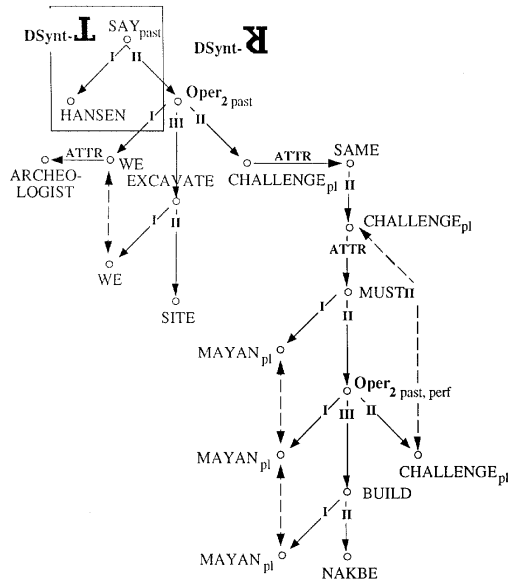 DSynt-T SAY past DSynt-R
I II
HANSEN Oper2 past
I III II
ATTR WE ATTR SAME
ARCHEO-
LOGIST EXCAVATE CHALLENGEpl II
I II CHALLENGEpl
ATTR
WE
MUSTII
SITE I II
MAYANpl
Oper2 past, perf
I III II
MAYANpl CHALLENGEpl
BUILD
I II
MAYANpl
NAKBE